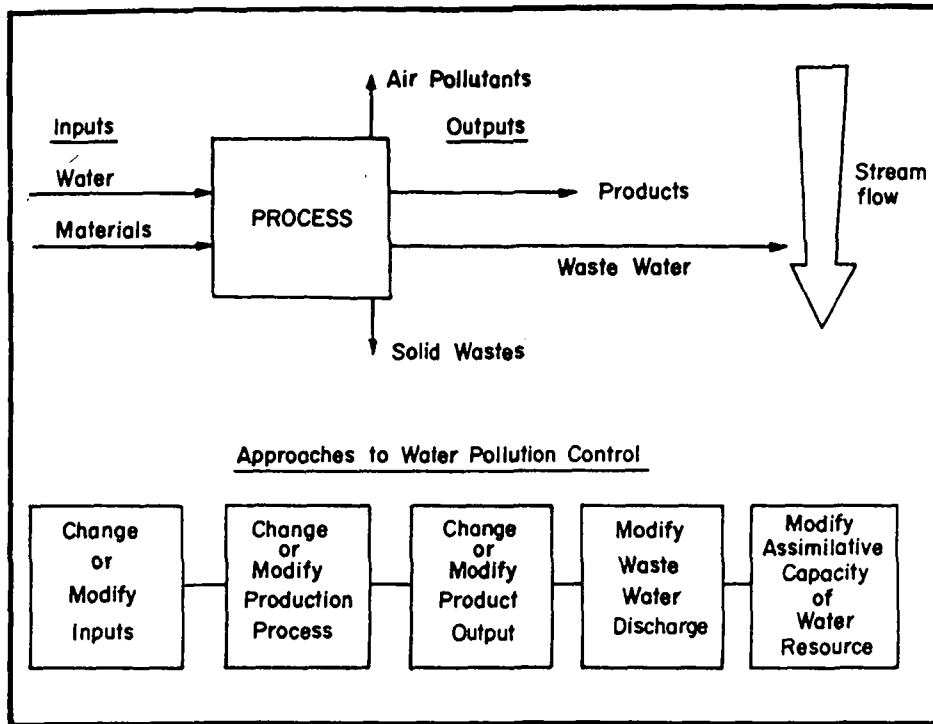 Air Pollutants
Inputs
Outputs
Water
Products
Stream
flow
Materials
PROCESS
Waste Water
Solid Wastes
Approaches to Water Pollution Control
Change
or
Modify
Inputs
Change
or
Modify
Production
Process
Change
or
Modify
Product
Output
Modify
Waste
Water
Discharge
Modify
Assimilative
Capacity
of
Water
Resource